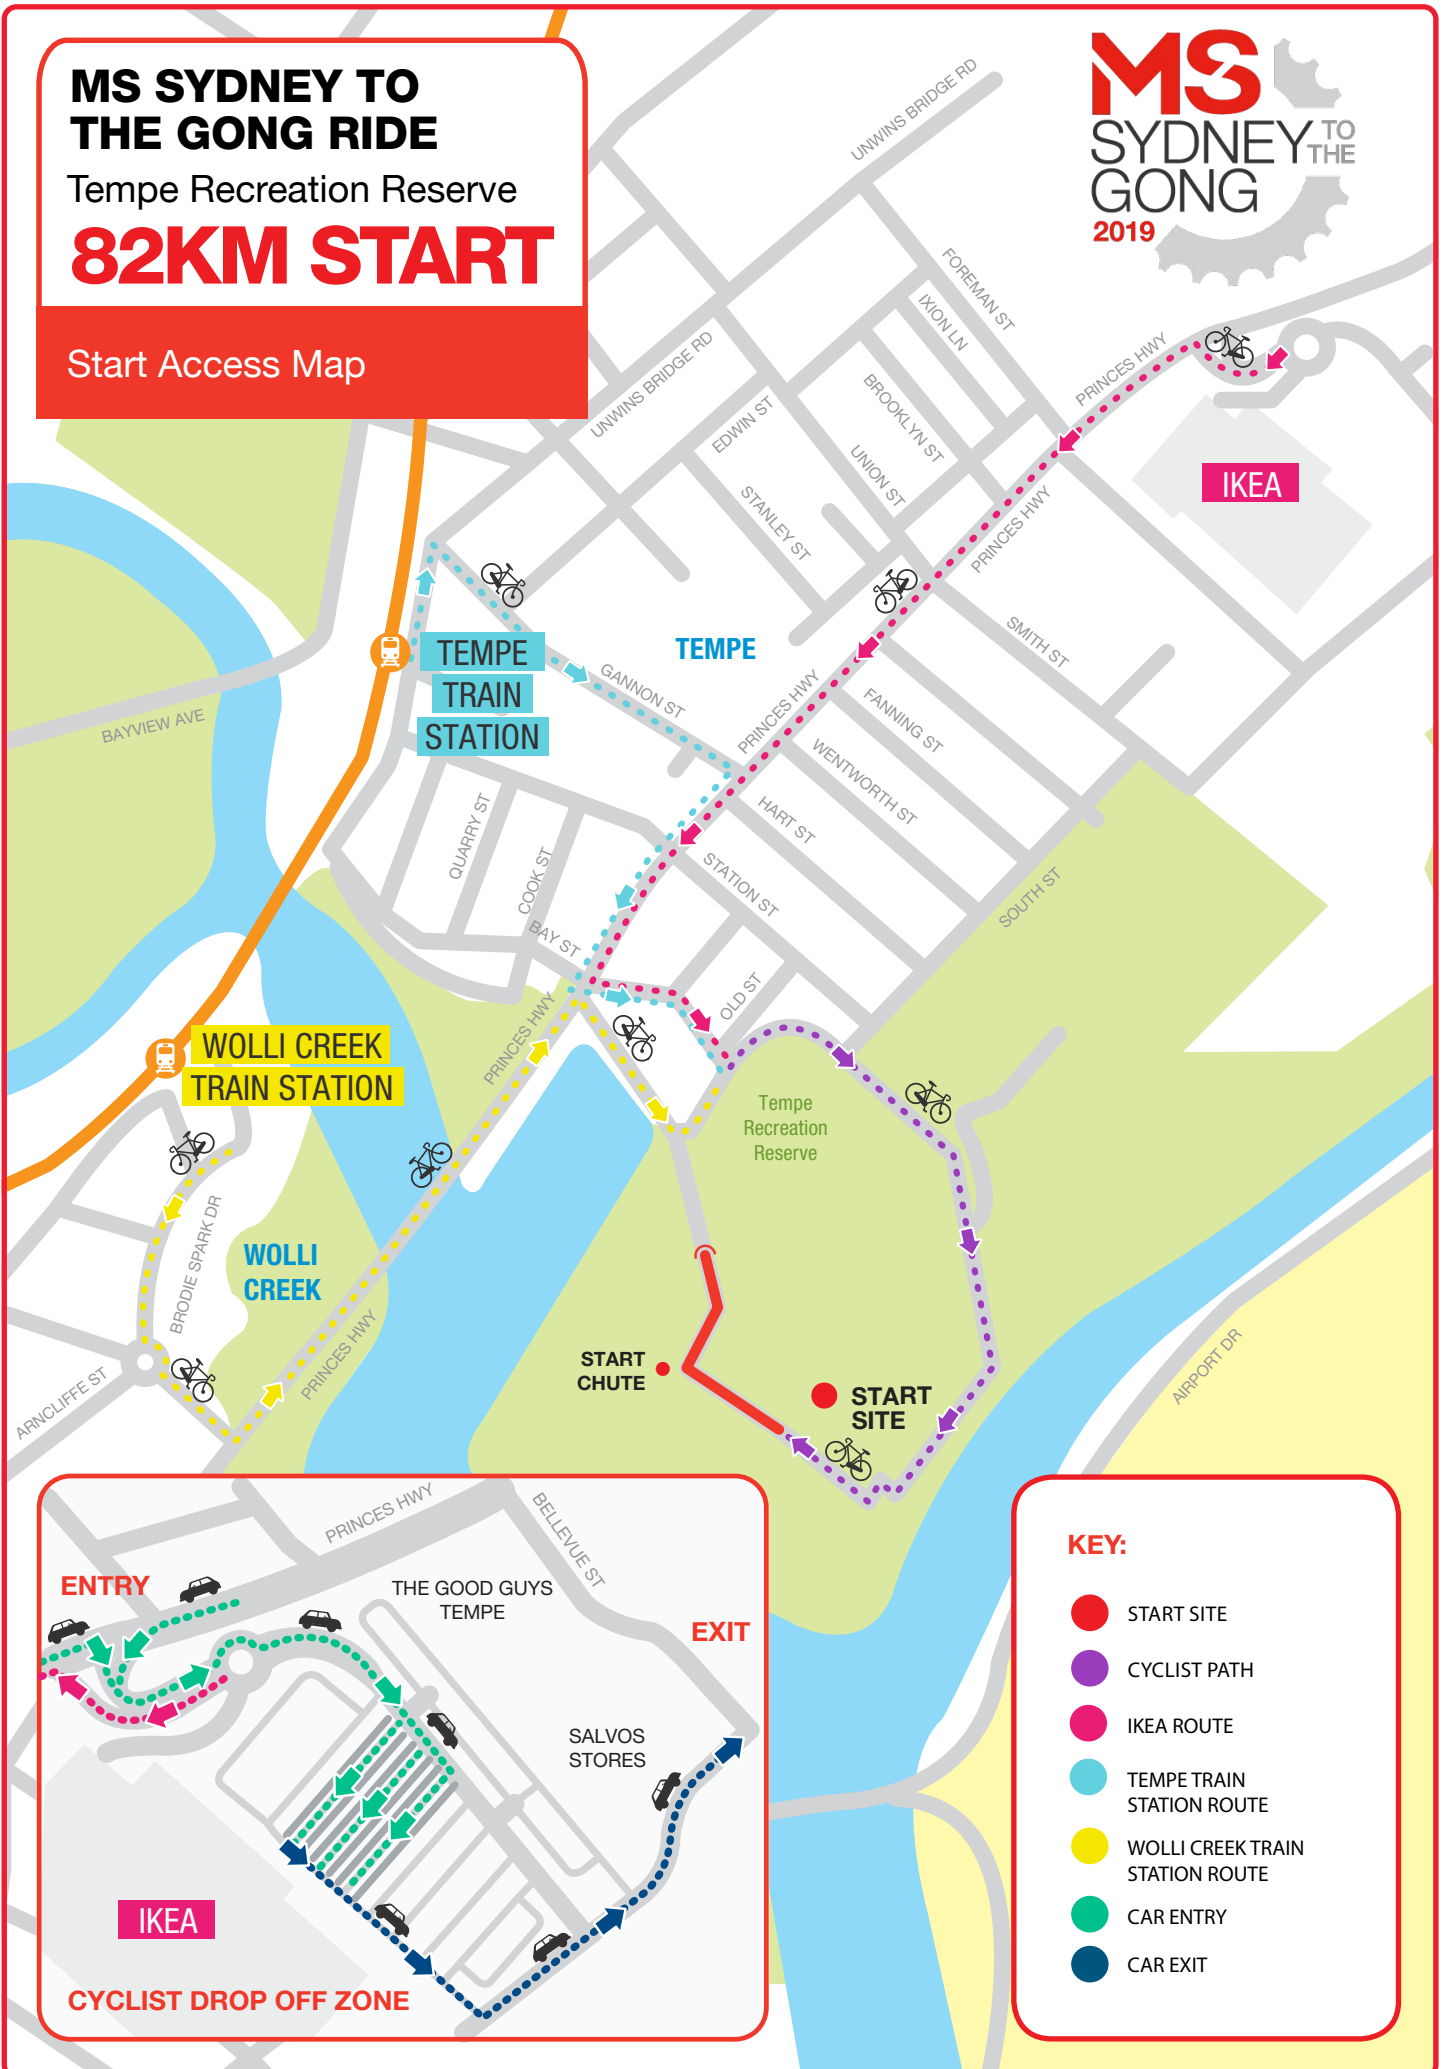 MS SYDNEY TO
THE GONG RIDE
Tempe Recreation Reserve
82KM START
Start Access Map
MS
SYDNEY TO
THE
GONG
2019
UNWINS BRIDGE RD
FOREMAN ST
IXION LN
PRINCES HWY
UNWINS BRIDGE RD
EDWIN ST
BROOKLYN ST
UNION ST
STANLEY ST
PRINCES HWY
IKEA
SMITH ST
TEMPE
TRAIN
STATION
TEMPE
GANNON ST
PRINCES HWY
FANNING ST
WENTWORTH ST
HART ST
BAYVIEW AVE
QUARRY ST
COOK ST
STATION ST
SOUTH ST
BAY ST
OLD ST
PRINCES HWY
WOLLI CREEK
TRAIN STATION
Tempe
Recreation
Reserve
BRODIE SPARK DR
WOLLI
CREEK
PRINCES HWY
ARNCLIFFE ST
START
CHUTE
START
SITE
AIRPORT DR
PRINCES HWY
BELLEVUE ST
ENTRY
THE GOOD GUYS
TEMPE
EXIT
SALVOS
STORES
IKEA
CYCLIST DROP OFF ZONE
KEY:
START SITE
CYCLIST PATH
IKEA ROUTE
TEMPE TRAIN
STATION ROUTE
WOLLI CREEK TRAIN
STATION ROUTE
CAR ENTRY
CAR EXIT